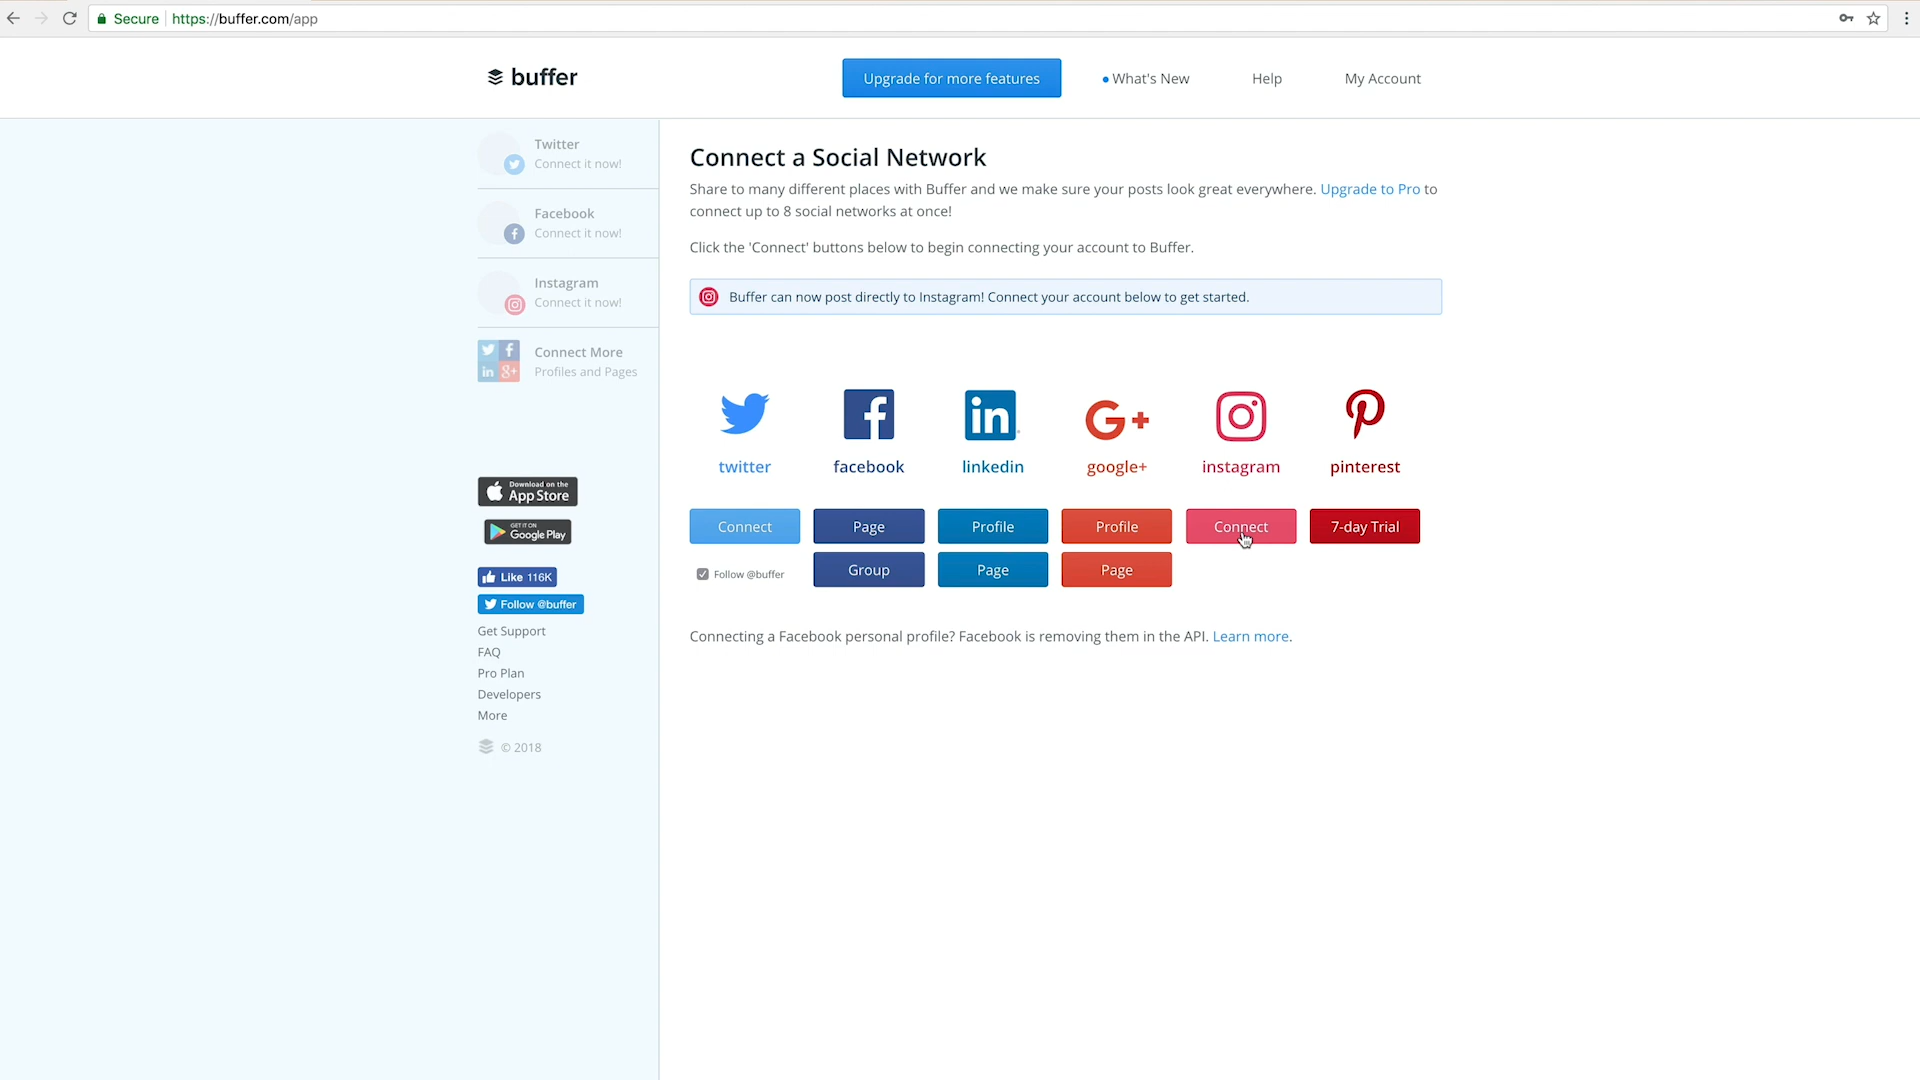 Secure https://buffer.com/app
buffer
Upgrade for more features
What's New
Help
My Account
Twitter
Connect it now!
Facebook
Connect it now!
Instagram
Connect it now!
Connect More
Profiles and Pages
Download on the
App Store
GET IT ON
Google Play
Like 116K
Follow @buffer
Get Support
FAQ
Pro Plan
Developers
More
© 2018
Connect a Social Network
Share to many different places with Buffer and we make sure your posts look great everywhere. Upgrade to Pro to
connect up to 8 social networks at once!
Click the 'Connect' buttons below to begin connecting your account to Buffer.
Buffer can now post directly to Instagram! Connect your account below to get started.
twitter
facebook
linkedin
google+
instagram
pinterest
Connect
Page
Profile
Profile
Connect
7-day Trial
Follow @buffer
Group
Page
Page
Connecting a Facebook personal profile? Facebook is removing them in the API. Learn more.